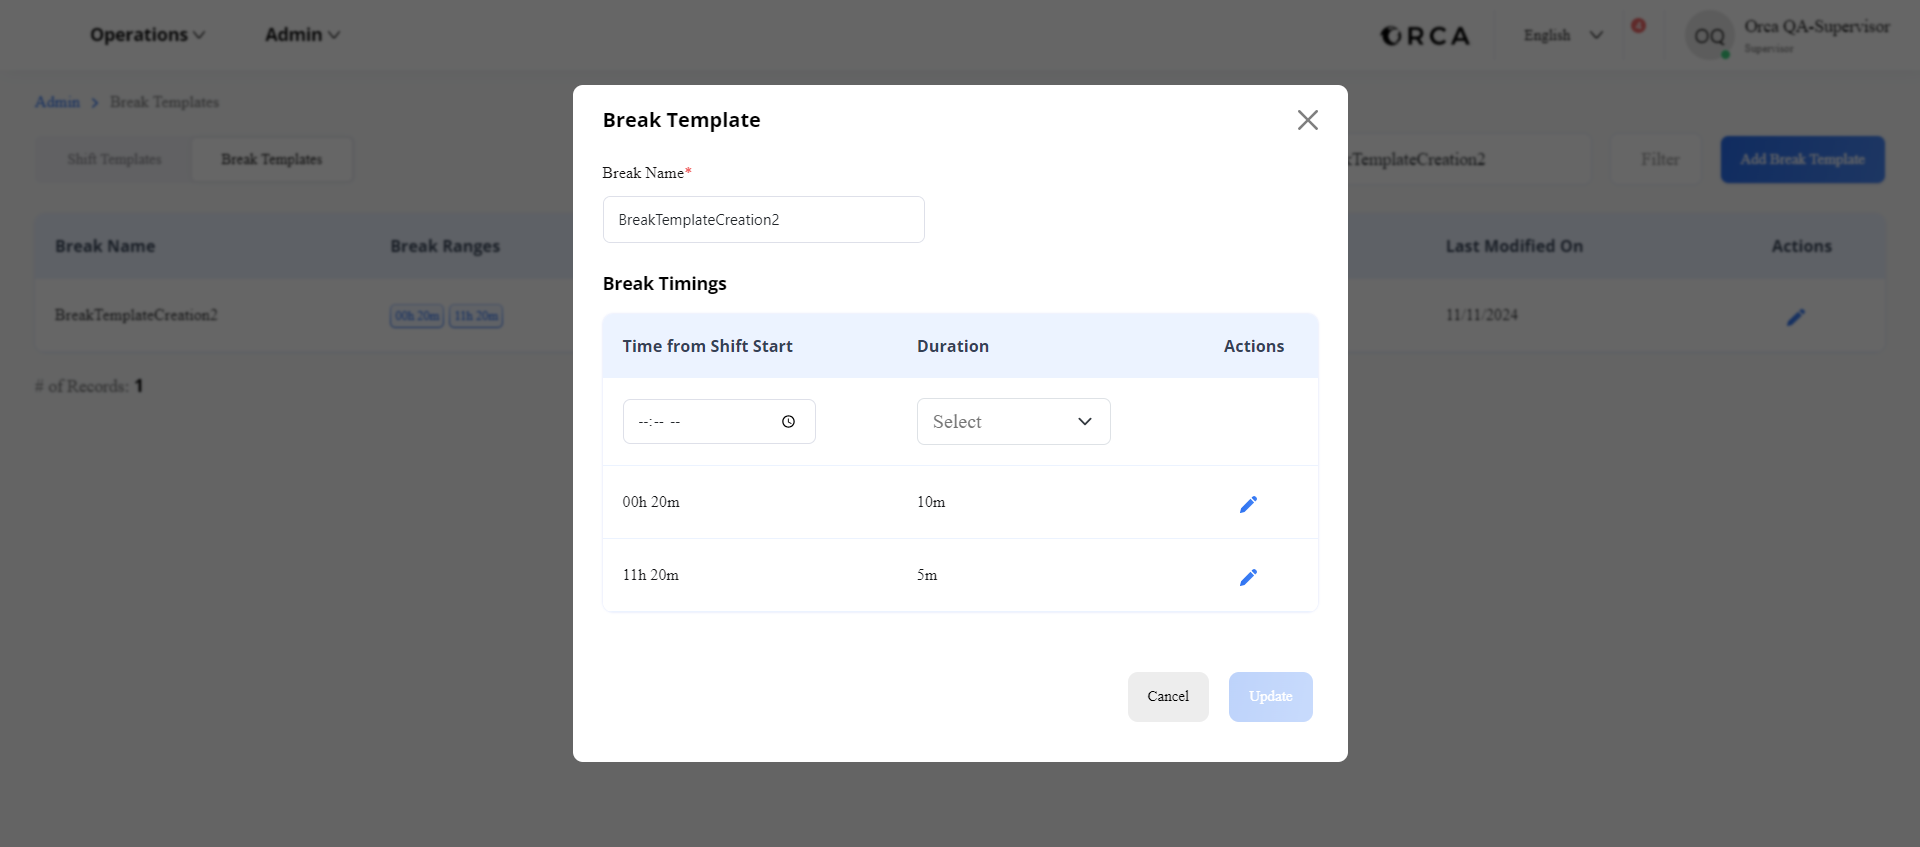 Operations
Admin
ORCA
English
4
OQ
Orca QA-Supervisor
Supervisor
Admin > Break Templates
Shift Templates
Break Templates
TemplateCreation2
Filter
Add Break Template
Break Name
Break Ranges
Last Modified On
Actions
BreakTemplateCreation2
00h 20m
11h 20m
11/11/2024
# of Records: 1
Break Template
Break Name*
BreakTemplateCreation2
Break Timings
Time from Shift Start
Duration
Actions
--:-- --
Select
00h 20m
10m
11h 20m
5m
Cancel
Update